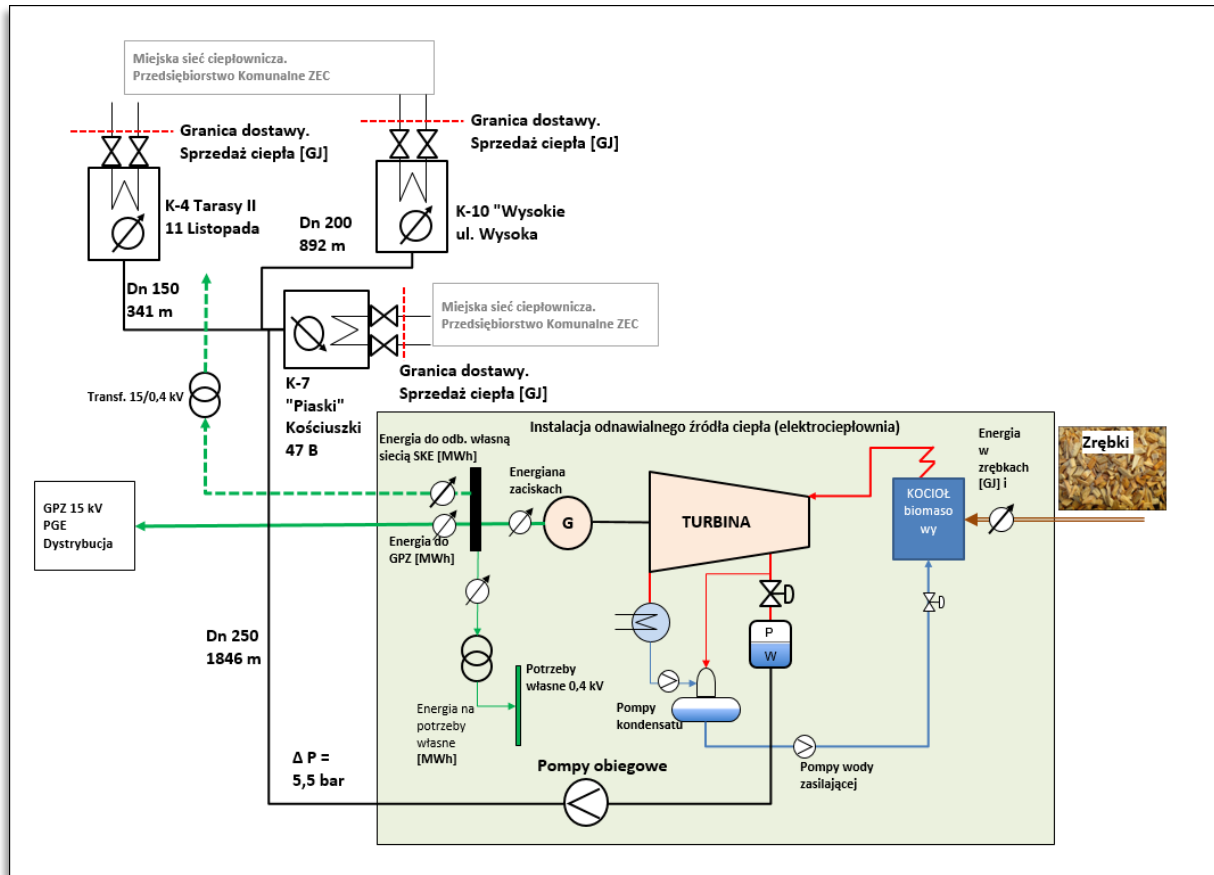 Miejska sieć ciepłownicza.
Przedsiębiorstwo Komunalne ZEC
Granica dostawy.
Sprzedaż ciepła [GJ]
Granica dostawy.
Sprzedaż ciepła [GJ]
K-4 Tarasy II
11 Listopada
Dn 200
892 m
K-10 "Wysokie
ul. Wysoka
Dn 150
341 m
Miejska sieć ciepłownicza.
Przedsiębiorstwo Komunalne ZEC
Granica dostawy.
Sprzedaż ciepła [GJ]
K-7
"Piaski"
Kościuszki
47 B
Transf. 15/0,4 kV
Instalacja odnawialnego źródła ciepła (elektrociepłownia)
Energia do odb. własną
siecią SKE [MWh]
Energiana
zaciskach
Energia
w
zrębkach
[GJ] i
Zrębki
GPZ 15 kV
PGE
Dystrybucja
Energia do
GPZ [MWh]
G
TURBINA
KOCIOŁ
biomaso
wy
Dn 250
1846 m
P
W
Potrzeby
własne 0,4 kV
Energia na
potrzeby
własne
[MWh]
Pompy
kondensatu
Pompy wody
zasilającej
Δ P =
5,5 bar
Pompy obiegowe